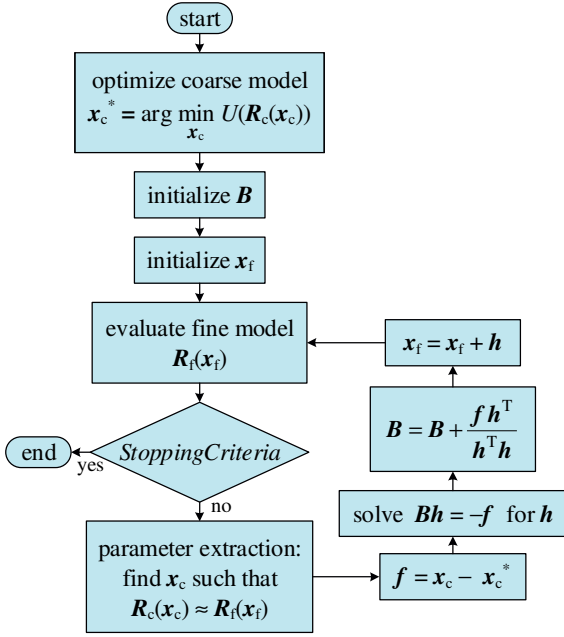 start
optimize coarse model
x_c* = arg min U(R_c(x_c))
x_c
initialize B
initialize x_f
evaluate fine model
R_f(x_f)
StoppingCriteria
yes
end
no
parameter extraction:
find x_c such that
R_c(x_c) ≈ R_f(x_f)
f = x_c − x_c*
solve Bh = −f for h
B = B + f h^T / h^T h
x_f = x_f + h